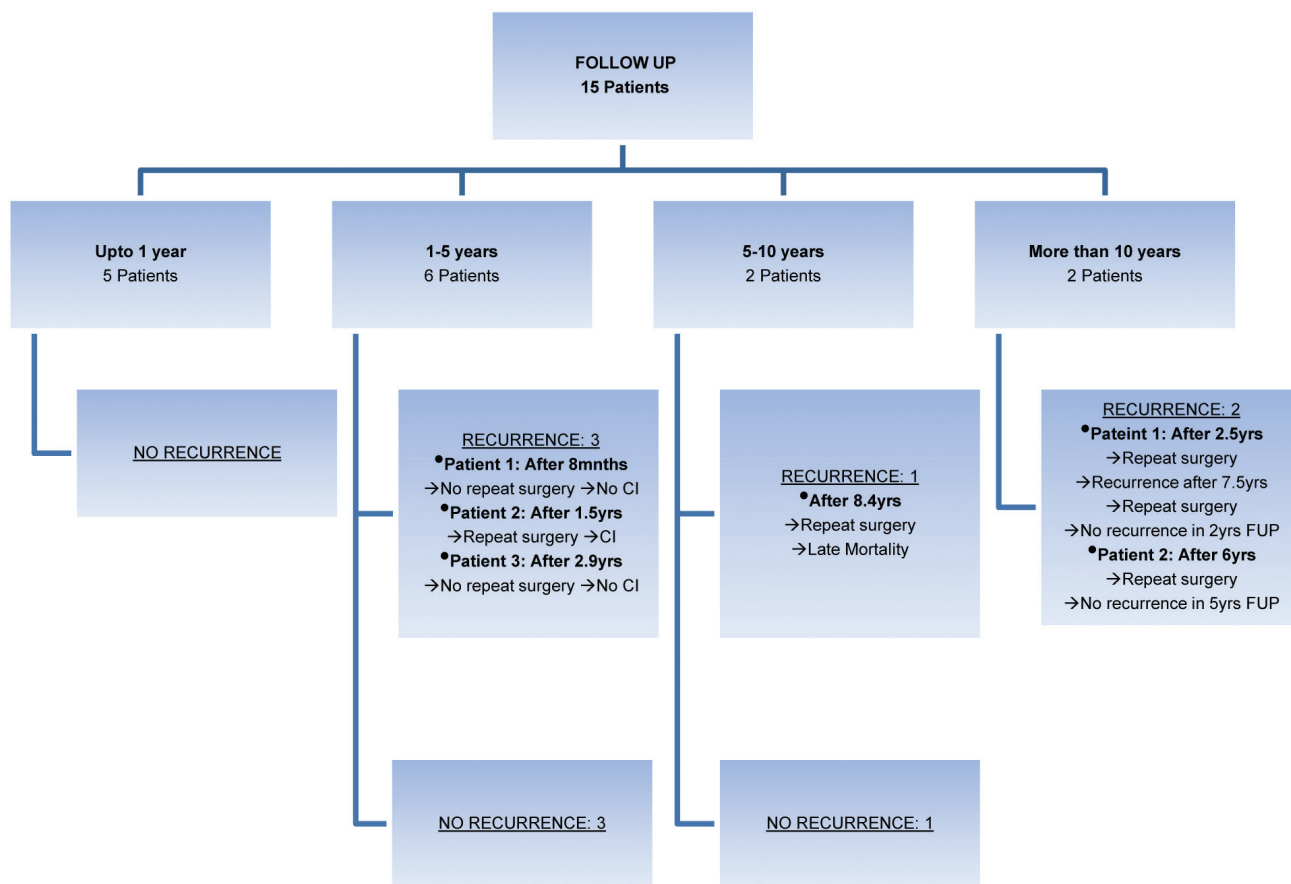 FOLLOW UP
15 Patients
Upto 1 year
5 Patients
1-5 years
6 Patients
5-10 years
2 Patients
More than 10 years
2 Patients
NO RECURRENCE
RECURRENCE: 3
•Patient 1: After 8mnths
→No repeat surgery →No CI
•Patient 2: After 1.5yrs
→Repeat surgery →CI
•Patient 3: After 2.9yrs
→No repeat surgery →No CI
RECURRENCE: 1
•After 8.4yrs
→Repeat surgery
→Late Mortality
RECURRENCE: 2
•Pateint 1: After 2.5yrs
→Repeat surgery
→Recurrence after 7.5yrs
→Repeat surgery
→No recurrence in 2yrs FUP
•Patient 2: After 6yrs
→Repeat surgery
→No recurrence in 5yrs FUP
NO RECURRENCE: 3
NO RECURRENCE: 1